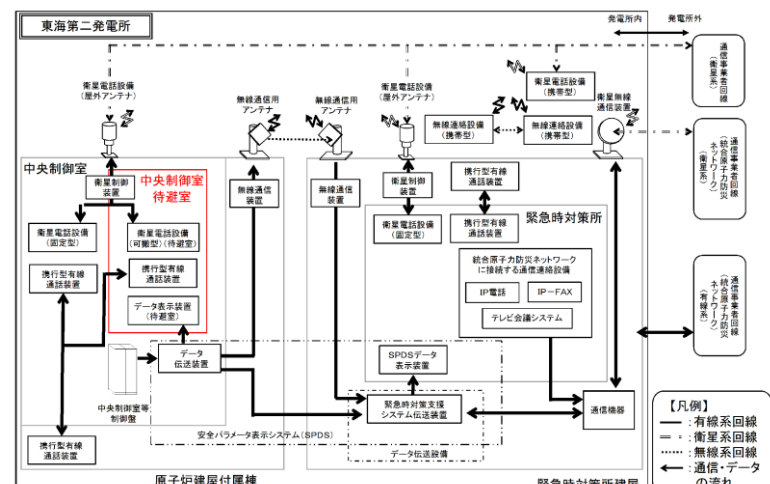 東海第二発電所
発電所内
発電所外
通信事業者回線
(衛星系)
衛星電話設備
(屋外アンテナ)
無線通信用
アンテナ
無線通信用
アンテナ
衛星電話設備
(屋外アンテナ)
衛星電話設備
(携帯型)
衛星無線
通信装置
無線連絡設備
(携帯型)
無線連絡設備
(携帯型)
通信事業者回線
(統合原子力防災
ネットワーク)
(衛星系)
中央制御室
中央制御室
待避室
衛星制御
装置
無線通信
装置
無線通信
装置
衛星制御
装置
携行型有線
通話装置
携行型有線
通話装置
緊急時対策所
衛星電話設備
(固定型)
衛星電話設備
(可搬型)(待避室)
衛星電話設備
(固定型)
携行型有線
通話装置
携行型有線
通話装置
データ表示装置
(待避室)
統合原子力防災ネットワーク
に接続する通信連絡設備
IP電話
IP-FAX
テレビ会議システム
通信事業者回線
(統合原子力防災
ネットワーク)
(有線系)
データ
伝送装置
SPDSデータ
表示装置
中央制御室等
制御盤
緊急時対策支援
システム伝送装置
通信機器
安全パラメータ表示システム(SPDS)
データ伝送設備
携行型有線
通話装置
原子炉建屋付属棟
緊急時対策所建屋
【凡例】
:有線系回線
:衛星系回線
:無線系回線
:通信・データ
の流れ